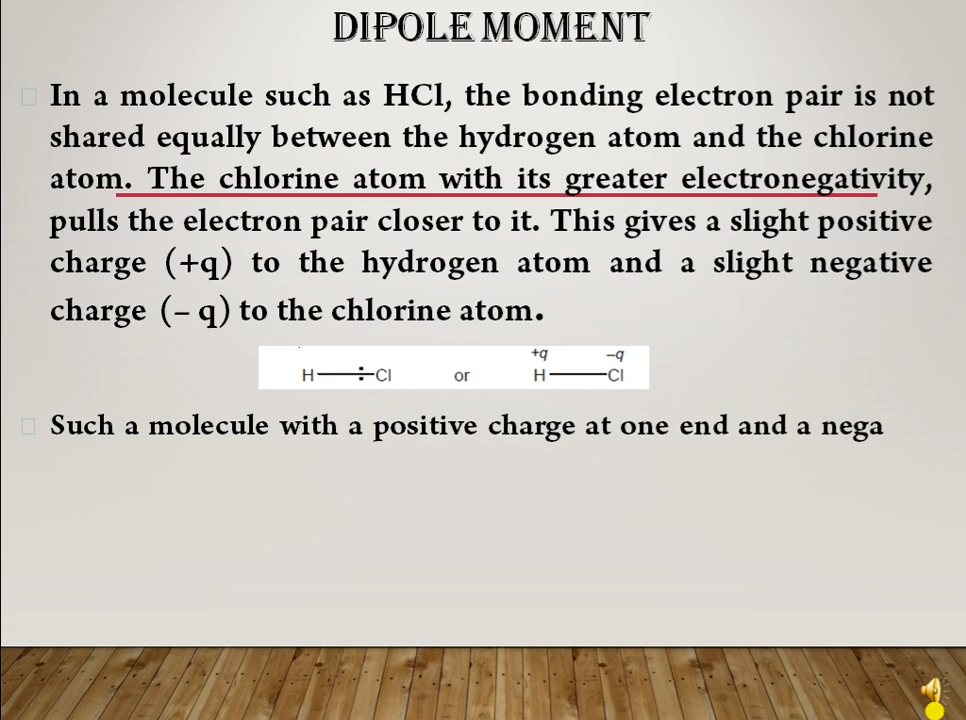 DIPOLE MOMENT
In a molecule such as HCl, the bonding electron pair is not
shared equally between the hydrogen atom and the chlorine
atom. The chlorine atom with its greater electronegativity,
pulls the electron pair closer to it. This gives a slight positive
charge (+q) to the hydrogen atom and a slight negative
charge (– q) to the chlorine atom.
+q –q
H Cl or H Cl
Such a molecule with a positive charge at one end and a nega